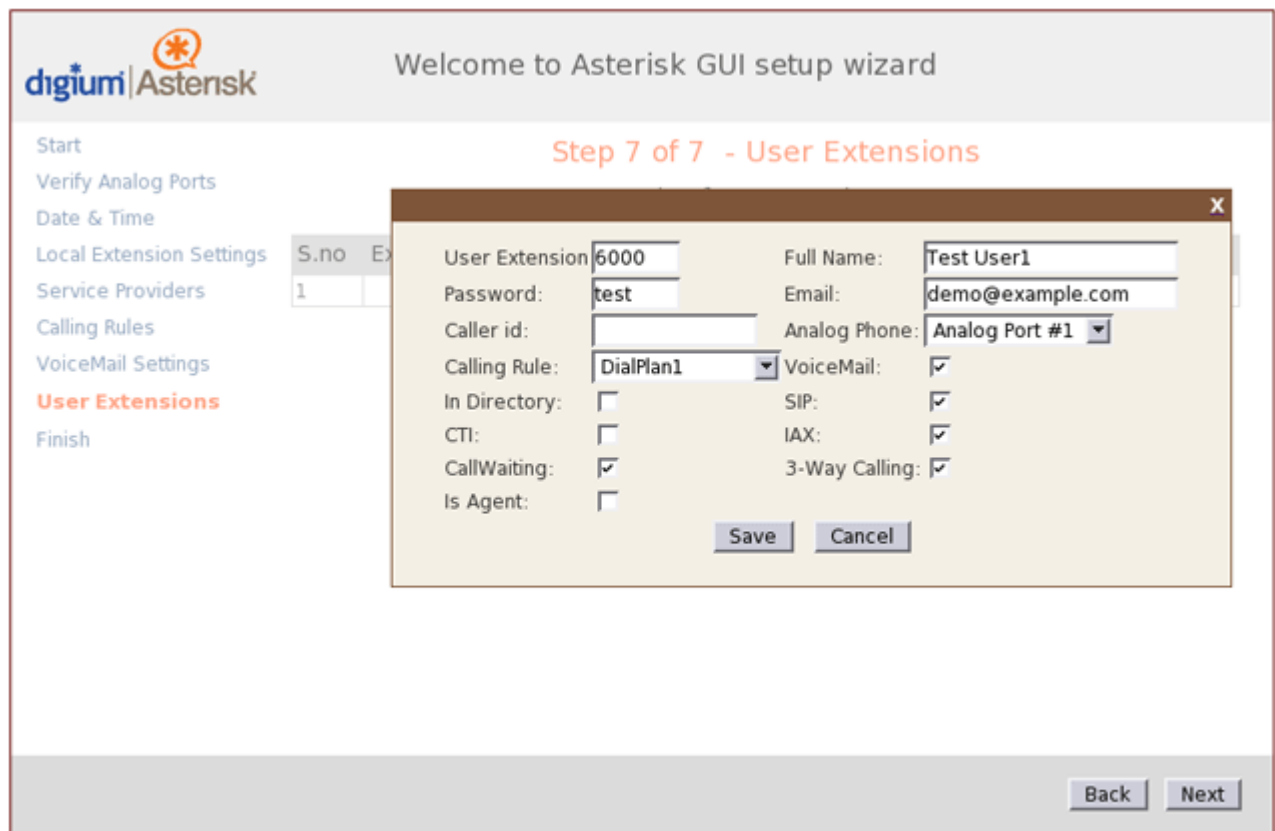 digium Asterisk
Welcome to Asterisk GUI setup wizard
Start
Verify Analog Ports
Date & Time
Local Extension Settings
Service Providers
Calling Rules
VoiceMail Settings
User Extensions
Finish
Step 7 of 7 - User Extensions
S.no Ex
1
X
User Extension 6000 Full Name: Test User1
Password: test Email: demo@example.com
Caller id: Analog Phone: Analog Port #1
Calling Rule: DialPlan1 VoiceMail:
In Directory: SIP:
CTI: IAX:
CallWaiting: 3-Way Calling:
Is Agent:
Save Cancel
Back Next